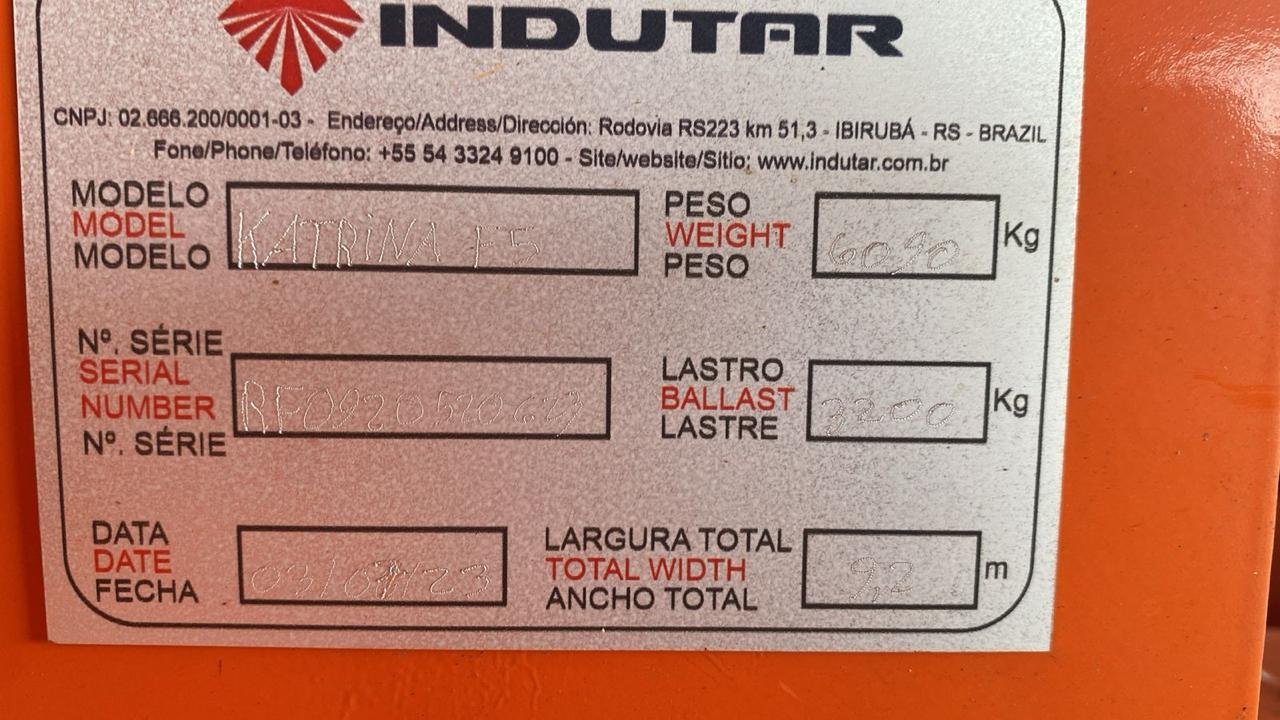 INDUTAR
CNPJ: 02.666.200/0001-03 - Endereço/Address/Dirección: Rodovia RS223 km 51,3 - IBIRUBÁ - RS - BRAZIL
Fone/Phone/Teléfono: +55 54 3324 9100 - Site/website/Sitio: www.indutar.com.br
MODELO
MODEL
MODELO
KATRINA F5
PESO
WEIGHT
PESO
6090
Kg
Nº. SÉRIE
SERIAL
NUMBER
Nº. SÉRIE
LASTRO
BALLAST
LASTRE
3200
Kg
DATA
DATE
FECHA
LARGURA TOTAL
TOTAL WIDTH
ANCHO TOTAL
9,2
m